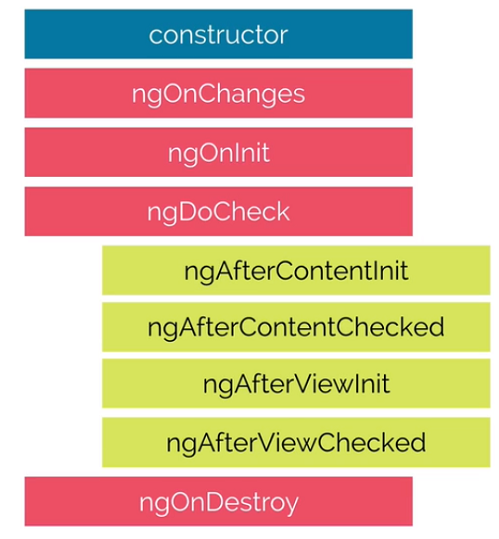 constructor
ngOnChanges
ngOnInit
ngDoCheck
ngAfterContentInit
ngAfterContentChecked
ngAfterViewInit
ngAfterViewChecked
ngOnDestroy